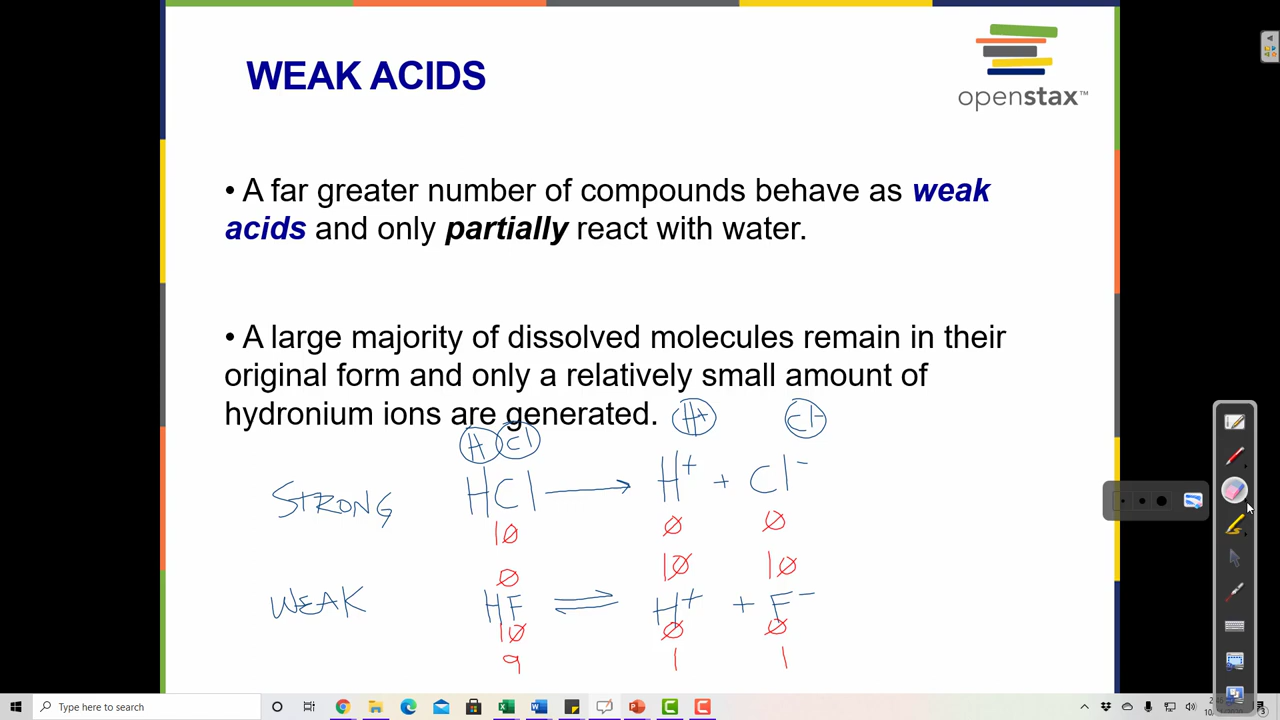 WEAK ACIDS
openstax™
• A far greater number of compounds behave as weak
acids and only partially react with water.
• A large majority of dissolved molecules remain in their
original form and only a relatively small amount of
hydronium ions are generated.
H+ Cl-
H Cl
STRONG HCl → H+ + Cl-
10 0 0
0 10 10
WEAK HF ⇌ H+ + F-
10 0 0
9 1 1
Type here to search